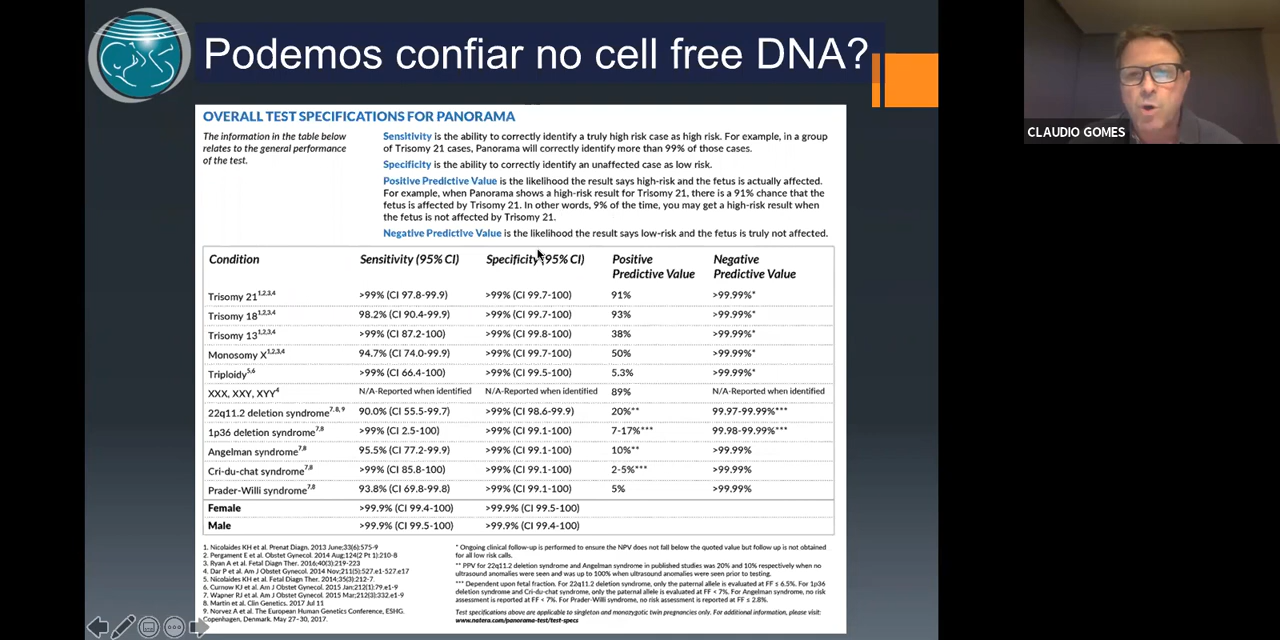 Podemos confiar no cell free DNA?
CLAUDIO GOMES
OVERALL TEST SPECIFICATIONS FOR PANORAMA
The information in the table below
relates to the general performance
of the test.
Sensitivity is the ability to correctly identify a truly high risk case as high risk. For example, in a group
of Trisomy 21 cases, Panorama will correctly identify more than 99% of those cases.
Specificity is the ability to correctly identify an unaffected case as low risk.
Positive Predictive Value is the likelihood the result says high-risk and the fetus is actually affected.
For example, when Panorama shows a high-risk result for Trisomy 21, there is a 91% chance that the
fetus is affected by Trisomy 21. In other words, 9% of the time, you may get a high-risk result when
the fetus is not affected by Trisomy 21.
Negative Predictive Value is the likelihood the result says low-risk and the fetus is truly not affected.
Condition Sensitivity (95% CI) Specificity (95% CI) Positive Predictive Value Negative Predictive Value
Trisomy 211,2,3,4 >99% (CI 97.8-99.9) >99% (CI 99.7-100) 91% >99.99%*
Trisomy 181,2,3,4 98.2% (CI 90.4-99.9) >99% (CI 99.7-100) 93% >99.99%*
Trisomy 131,2,3,4 >99% (CI 87.2-100) >99% (CI 99.8-100) 38% >99.99%*
Monosomy X1,2,3,4 94.7% (CI 74.0-99.9) >99% (CI 99.7-100) 50% >99.99%*
Triploidy5,6 >99% (CI 66.4-100) >99% (CI 99.5-100) 5.3% >99.99%*
XXX, XXY, XYY4 N/A-Reported when identified N/A-Reported when identified 89% N/A-Reported when identified
22q11.2 deletion syndrome7,8,9 90.0% (CI 55.5-99.7) >99% (CI 98.6-99.9) 20%** 99.97-99.99%***
1p36 deletion syndrome7,8 >99% (CI 2.5-100) >99% (CI 99.1-100) 7-17%*** 99.98-99.99%***
Angelman syndrome7,8 95.5% (CI 77.2-99.9) >99% (CI 99.1-100) 10%** >99.99%
Cri-du-chat syndrome7,8 >99% (CI 85.8-100) >99% (CI 99.1-100) 2-5%*** >99.99%
Prader-Willi syndrome7,8 93.8% (CI 69.8-99.8) >99% (CI 99.1-100) 5% >99.99%
Female >99.9% (CI 99.4-100) >99.9% (CI 99.5-100)
Male >99.9% (CI 99.5-100) >99.9% (CI 99.4-100)
1. Nicolaides KH et al. Prenat Diagn. 2013 June;33(6):575-9
2. Pergament E et al. Obstet Gynecol. 2014 Aug;124(2 Pt 1):210-8
3. Ryan A et al. Fetal Diagn Ther. 2016;40(3):219-223
4. Dar P et al. Am J Obstet Gynecol. 2014 Nov;211(5):527.e1-527.e17
5. Nicolaides KH et al. Fetal Diagn Ther. 2014;35(3):212-7.
6. Curnow KJ et al. Am J Obstet Gynecol. 2015 Jan;212(1):79.e1-9
7. Wapner RJ et al. Am J Obstet Gynecol. 2015 Mar;212(3):332.e1-9
8. Martin et al. Clin Genetics. 2017 Jul 11
9. Norvez A et al. The European Human Genetics Conference, ESHG.
Copenhagen, Denmark. May 27-30, 2017.
* Ongoing clinical follow-up is performed to ensure the NPV does not fall below the quoted value but follow up is not obtained
for all low risk calls.
** PPV for 22q11.2 deletion syndrome and Angelman syndrome in published studies was 20% and 10% respectively when no
ultrasound anomalies were seen and was up to 100% when ultrasound anomalies were seen prior to testing.
*** Dependent upon fetal fraction. For 22q11.2 deletion syndrome, only the paternal allele is evaluated at FF ≤ 6.5%. For 1p36
deletion syndrome and Cri-du-chat syndrome, only the paternal allele is evaluated at FF < 7%. For Angelman syndrome, no risk
assessment is reported at FF < 7%. For Prader-Willi syndrome, no risk assessment is reported at FF ≤ 2.8%.
Test specifications above are applicable to singleton and monozygotic twin pregnancies only. For additional information, please visit:
www.natera.com/panorama-test/test-specs